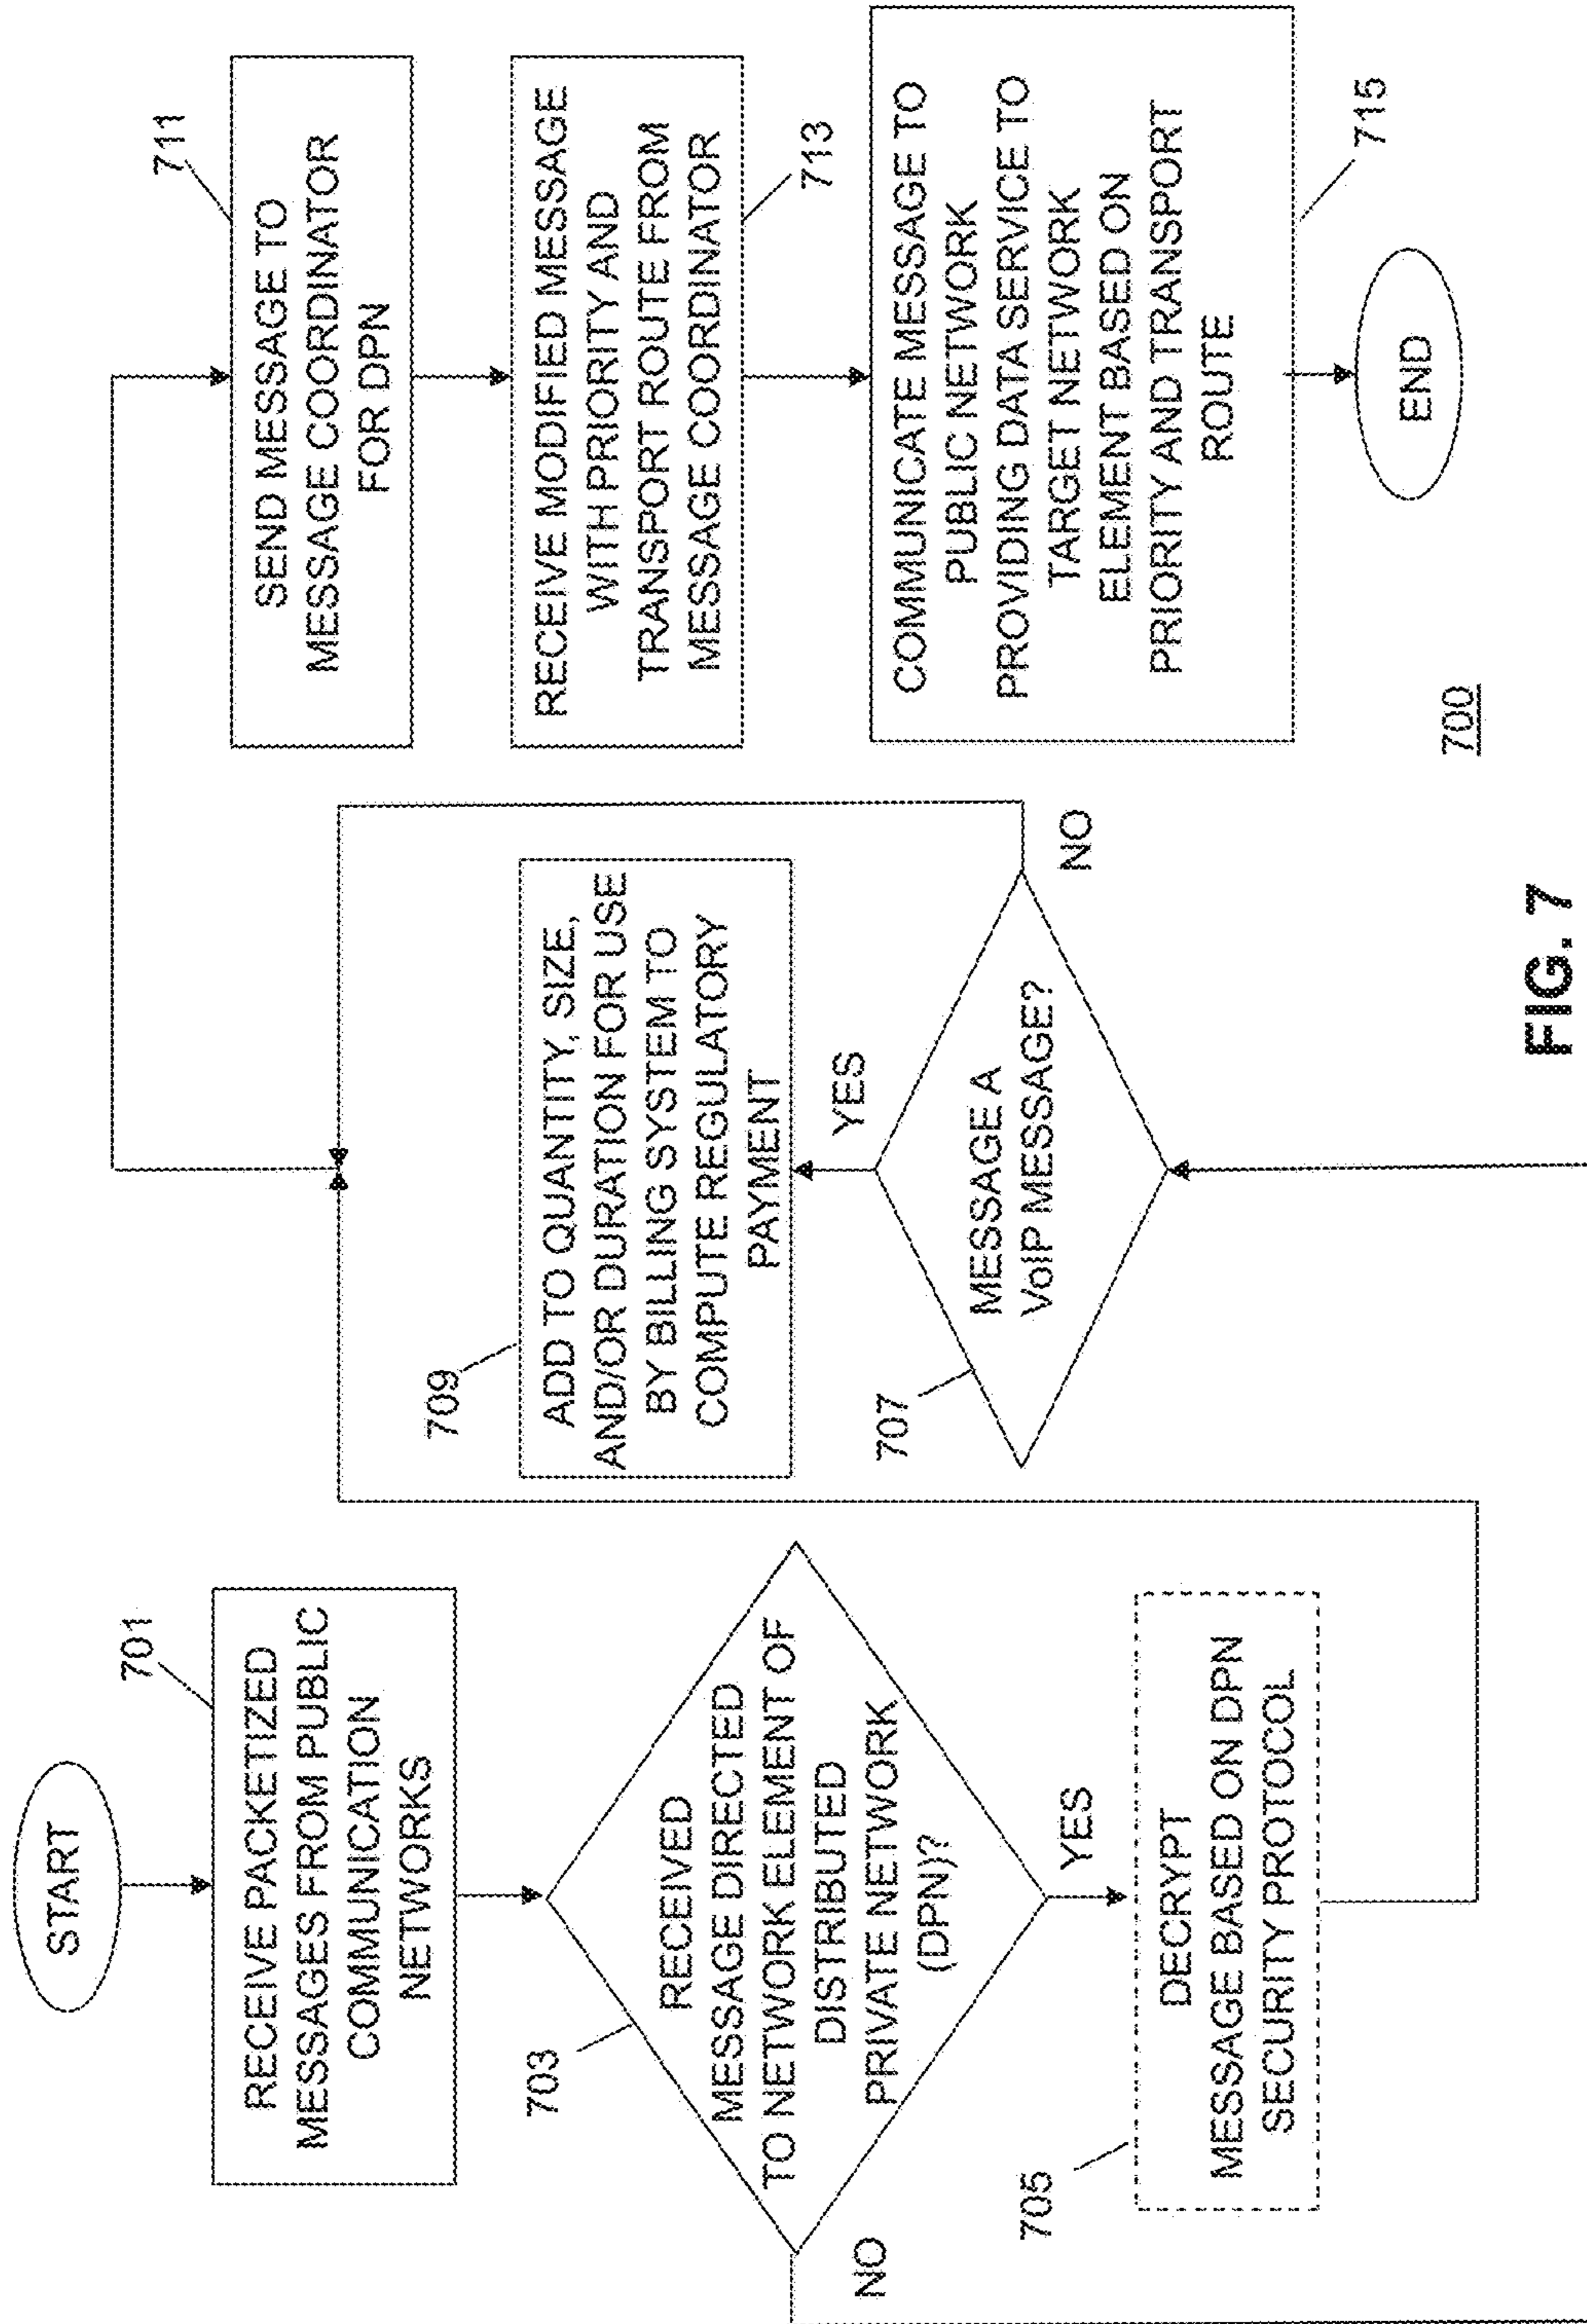 START
701
RECEIVE PACKETIZED
MESSAGES FROM PUBLIC
COMMUNICATION
NETWORKS
703
RECEIVED
MESSAGE DIRECTED
TO NETWORK ELEMENT OF
DISTRIBUTED
PRIVATE NETWORK
(DPN)?
NO
YES
705
DECRYPT
MESSAGE BASED ON DPN
SECURITY PROTOCOL
709
ADD TO QUANTITY, SIZE,
AND/OR DURATION FOR USE
BY BILLING SYSTEM TO
COMPUTE REGULATORY
PAYMENT
YES
707
MESSAGE A
VoIP MESSAGE?
NO
711
SEND MESSAGE TO
MESSAGE COORDINATOR
FOR DPN
RECEIVE MODIFIED MESSAGE
WITH PRIORITY AND
TRANSPORT ROUTE FROM
MESSAGE COORDINATOR
713
COMMUNICATE MESSAGE TO
PUBLIC NETWORK
PROVIDING DATA SERVICE TO
TARGET NETWORK
ELEMENT BASED ON
PRIORITY AND TRANSPORT
ROUTE
715
END
700
FIG. 7